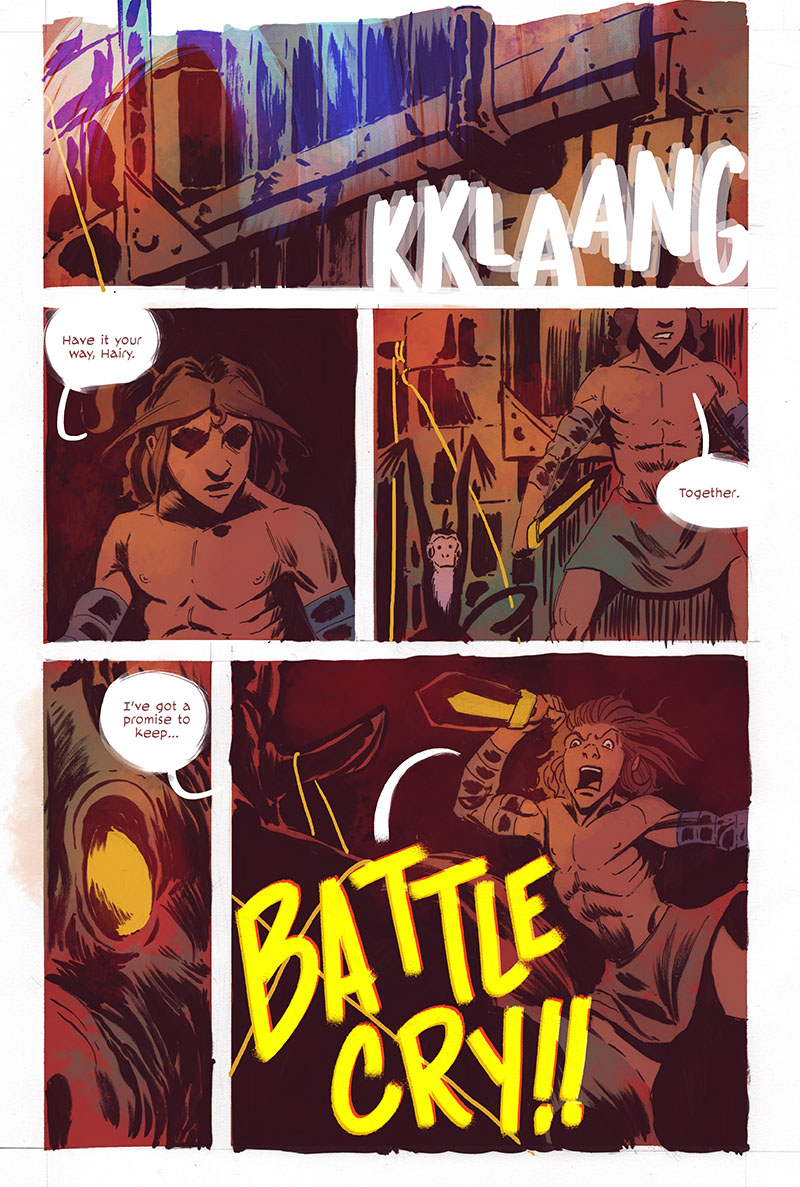 KKLAANG
Have it your
way, Hairy.
Together.
I've got a
promise to
keep...
BATTLE
CRY!!